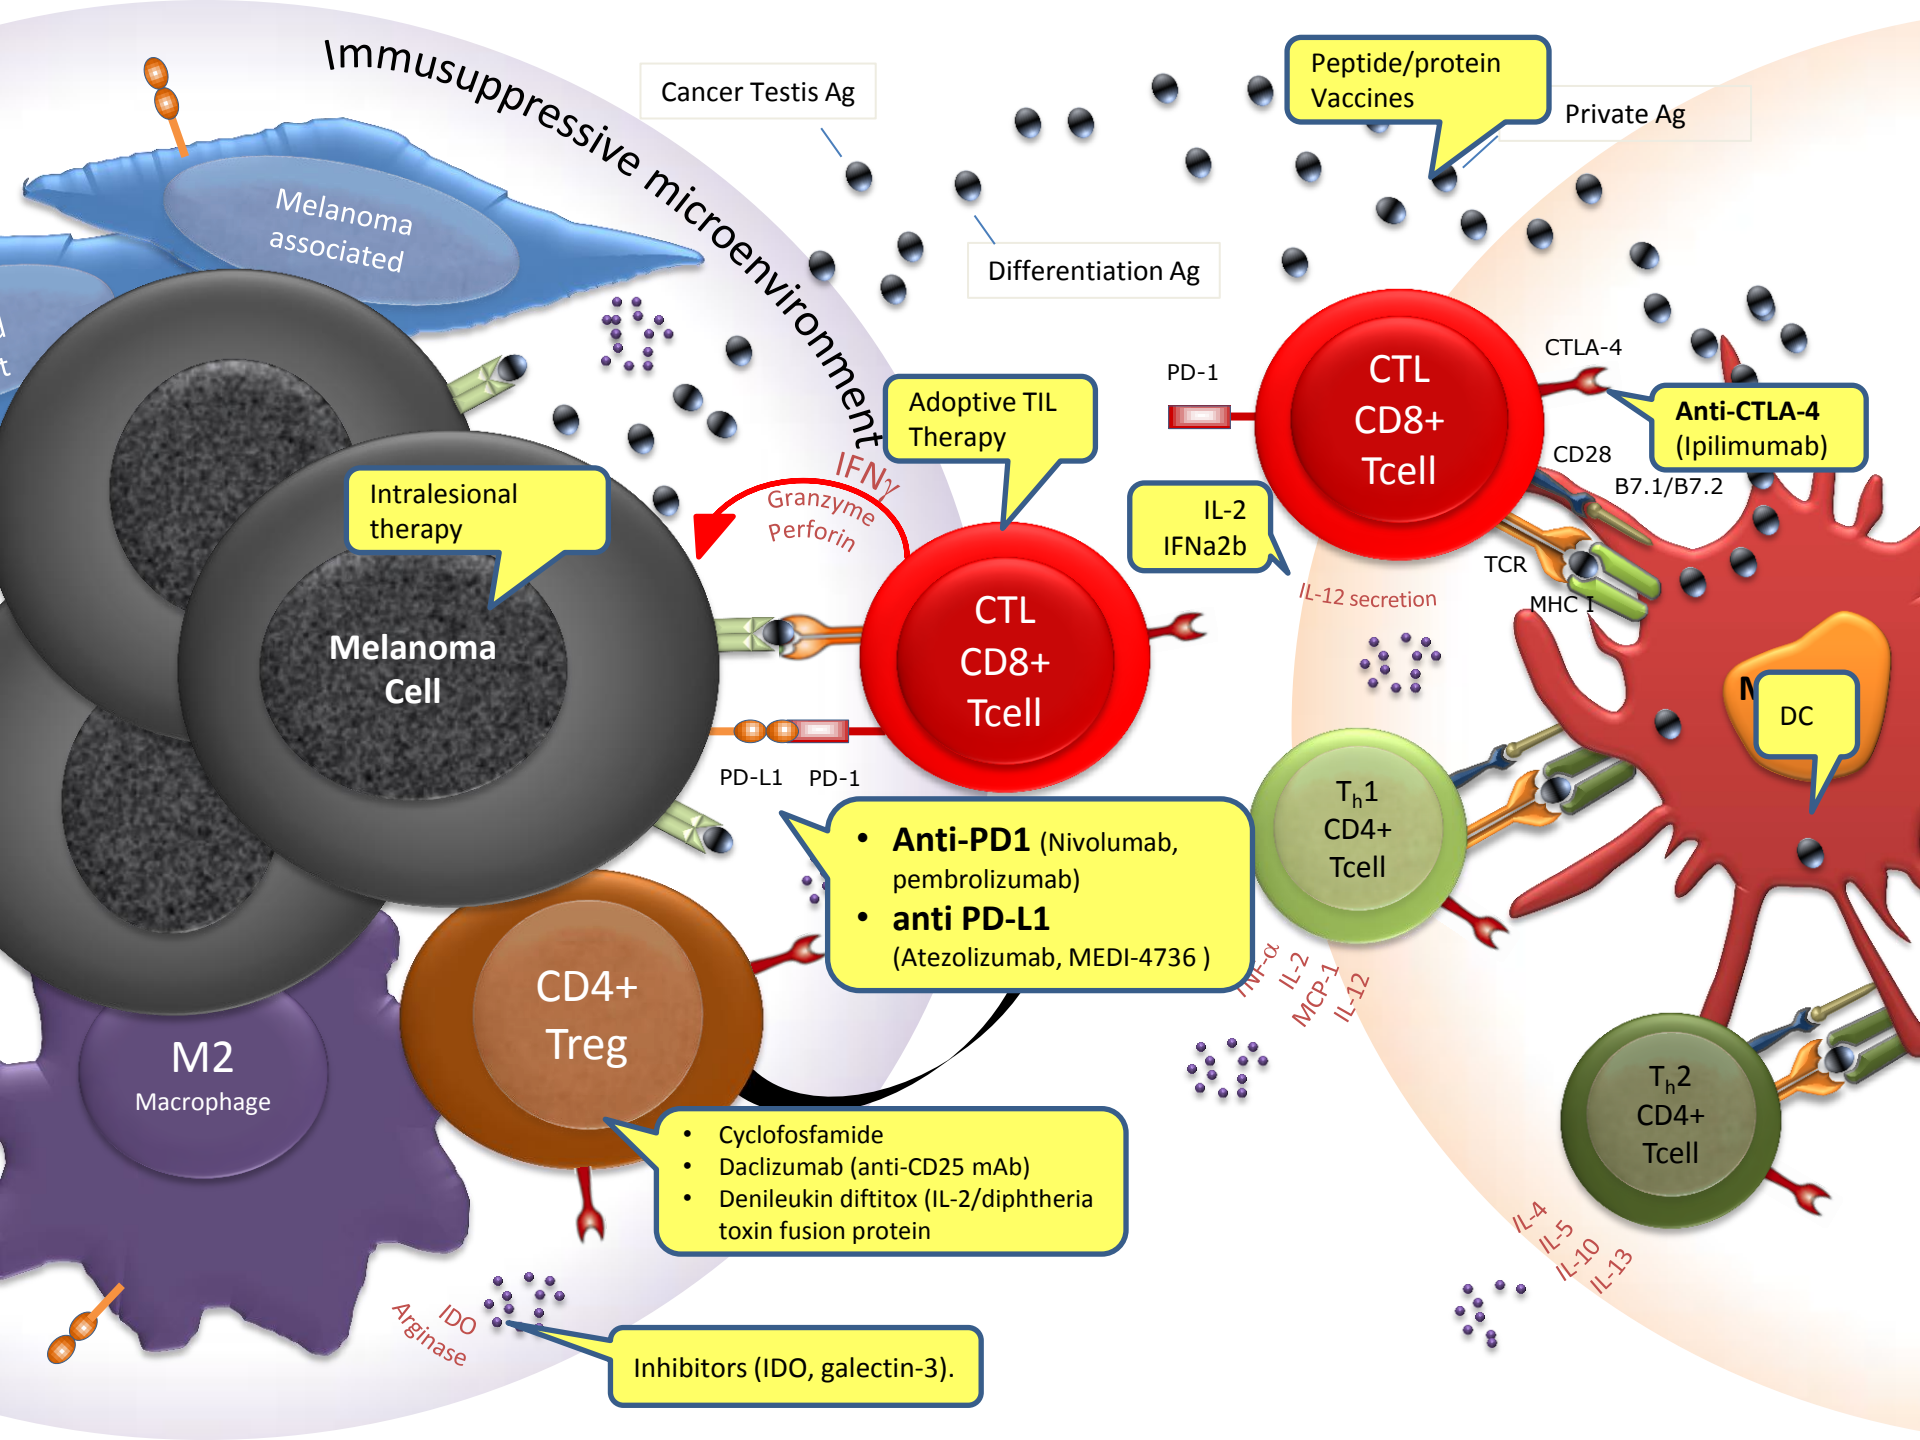 Immusuppressive microenvironment
Cancer Testis Ag
Peptide/protein
Vaccines
Private Ag
Differentiation Ag
Melanoma
associated
t
CTL
CD8+
Tcell
PD-1
CTLA-4
Anti-CTLA-4
(Ipilimumab)
CD28
B7.1/B7.2
Adoptive TIL
Therapy
IFNγ
Granzyme
Perforin
Intralesional
therapy
IL-2
IFNa2b
TCR
MHC I
IL-12 secretion
Melanoma
Cell
CTL
CD8+
Tcell
DC
PD-L1 PD-1
• Anti-PD1 (Nivolumab,
pembrolizumab)
• anti PD-L1
(Atezolizumab, MEDI-4736 )
Th1
CD4+
Tcell
TNF-α
IL-2
MCP-1
IL-12
CD4+
Treg
M2
Macrophage
Th2
CD4+
Tcell
• Cyclofosfamide
• Daclizumab (anti-CD25 mAb)
• Denileukin diftitox (IL-2/diphtheria
toxin fusion protein
IL-4
IL-5
IL-10
IL-13
IDO
Arginase
Inhibitors (IDO, galectin-3).